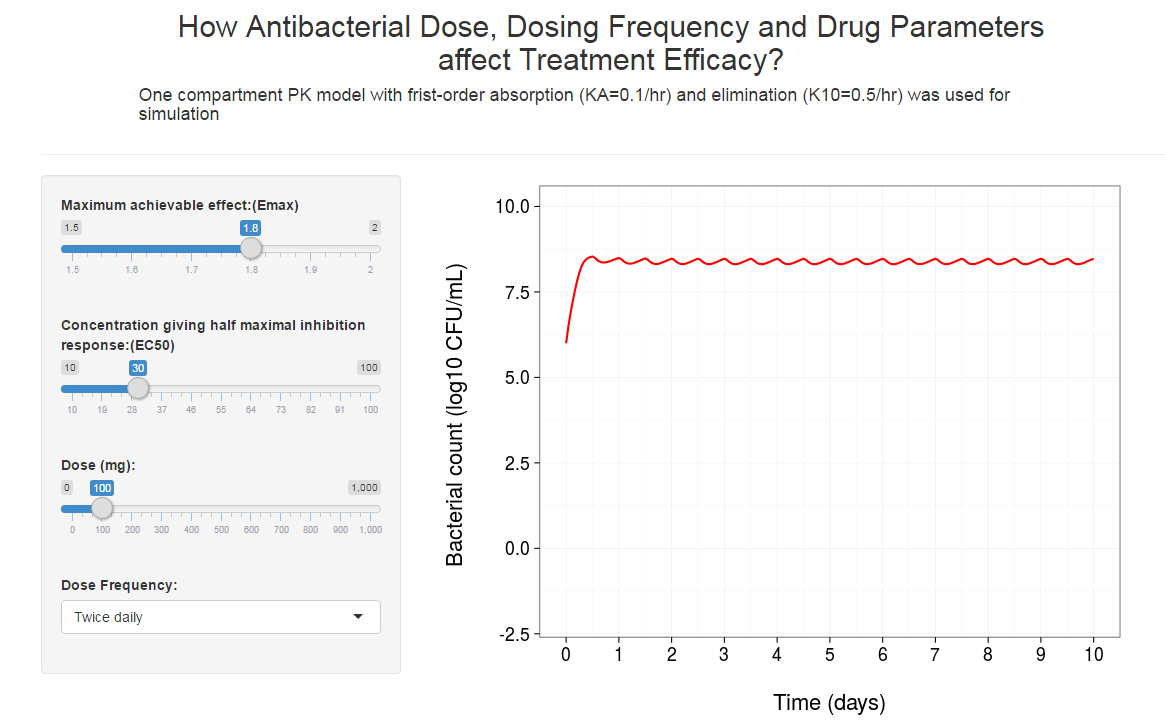 How Antibacterial Dose, Dosing Frequency and Drug Parameters
affect Treatment Efficacy?
One compartment PK model with frist-order absorption (KA=0.1/hr) and elimination (K10=0.5/hr) was used for
simulation
Maximum achievable effect:(Emax)
1.5 1.8 2
1.5 1.6 1.7 1.8 1.9 2
Concentration giving half maximal inhibition
response:(EC50)
10 30 100
10 19 28 37 46 55 64 73 82 91 100
Dose (mg):
0 100 1,000
0 100 200 300 400 500 600 700 800 900 1,000
Dose Frequency:
Twice daily
Bacterial count (log10 CFU/mL)
10.0
7.5
5.0
2.5
0.0
-2.5
0 1 2 3 4 5 6 7 8 9 10
Time (days)